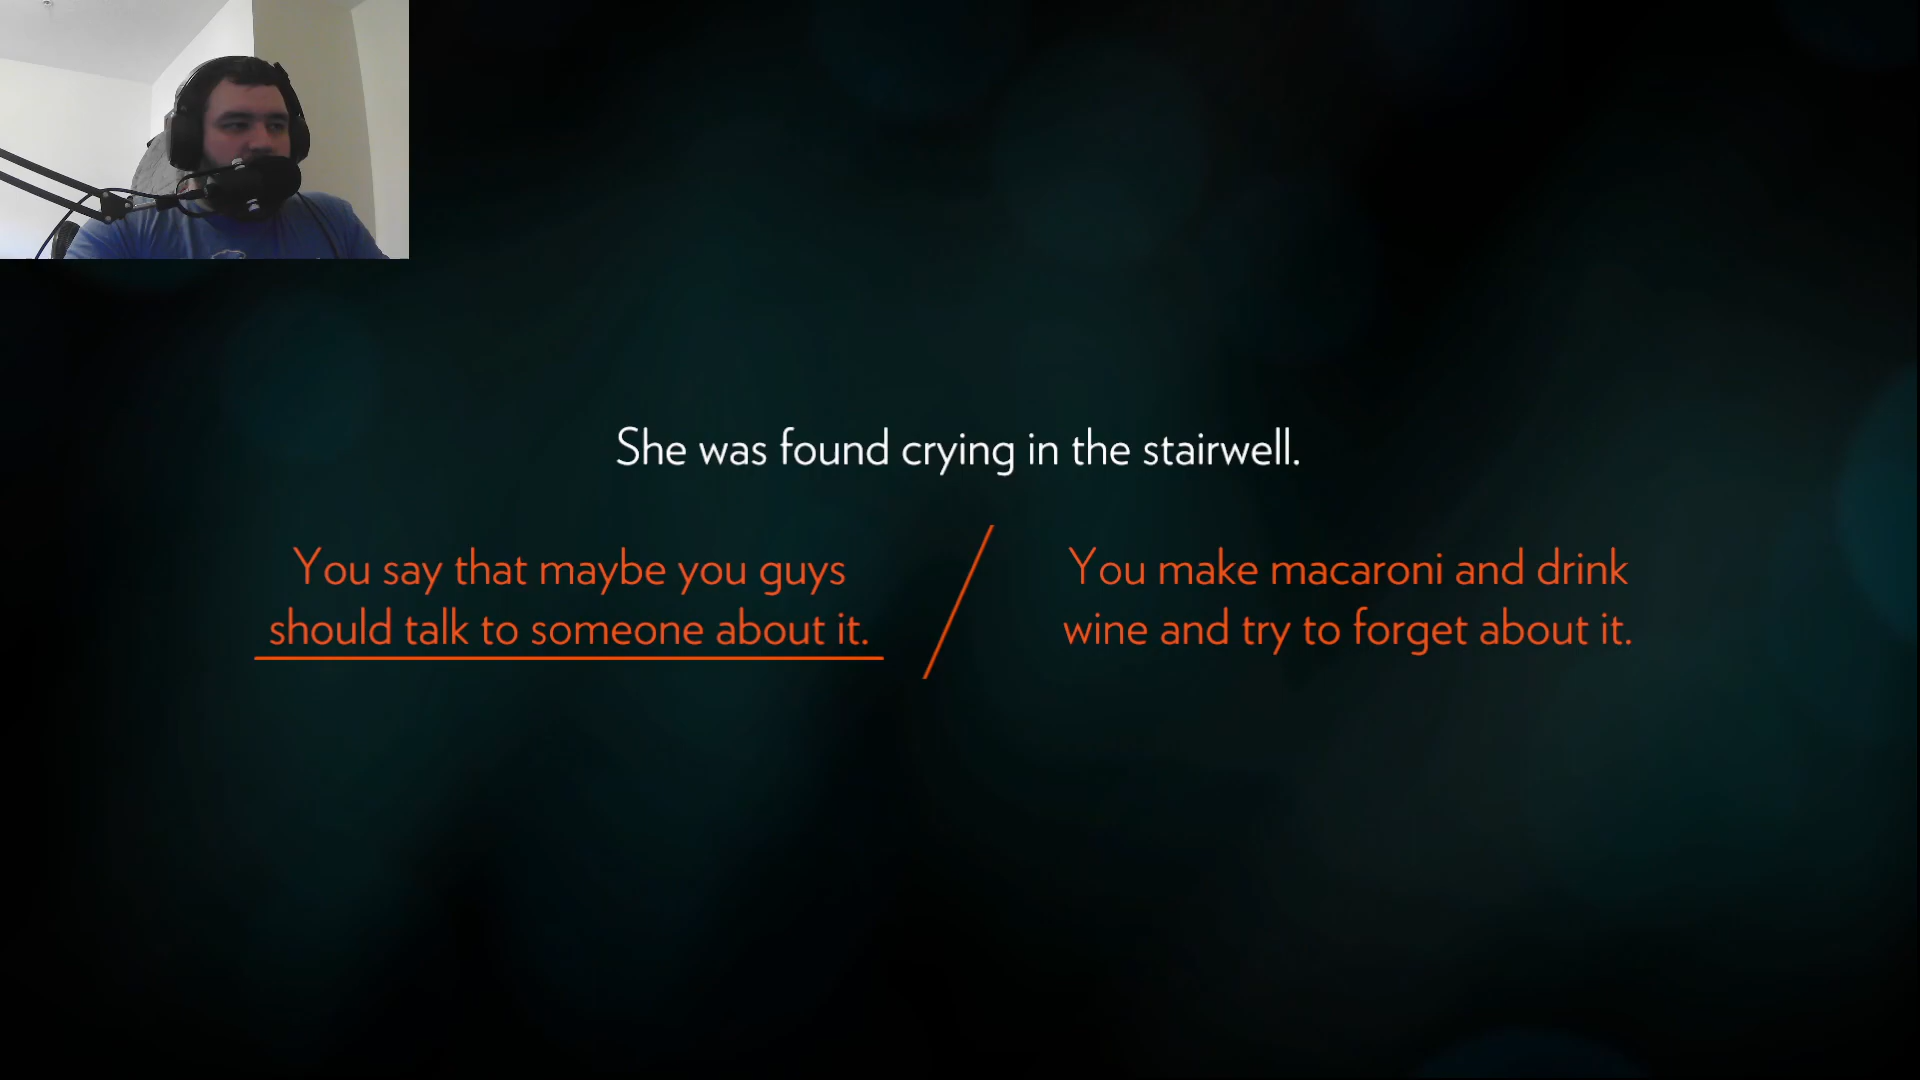 She was found crying in the stairwell.
You say that maybe you guys
should talk to someone about it.
You make macaroni and drink
wine and try to forget about it.